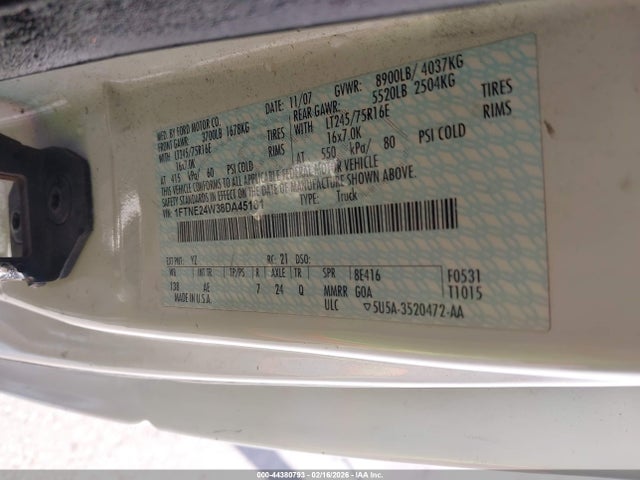 MFD BY FORD MOTOR CO.
DATE: 11/07 GVWR: 8900LB/ 4037KG
FRONT GAWR: 3700LB 1678KG
REAR GAWR: 5520LB 2504KG
WITH LT245/75R16E TIRES
WITH LT245/75R16E TIRES
16x7.0K RIMS
16x7.0K RIMS
AT 415 kPa/ 60 PSI COLD
AT 550 kPa/ 80 PSI COLD
THIS VEHICLE CONFORMS TO ALL APPLICABLE FEDERAL MOTOR VEHICLE
SAFETY STANDARDS IN EFFECT ON THE DATE OF MANUFACTURE SHOWN ABOVE.
VIN: 1FTNE24W38DA45181
TYPE: Truck
EXT PNT: YZ RC: 21 DSO:
WB INT TR TP/PS R AXLE TR SPR 8E416 F0531
138 AE 7 24 Q MMRR GOA T1015
MADE IN U.S.A. ULC ▽5U5A-3520472-AA
000-44380793 - 02/16/2026 - IAA Inc.